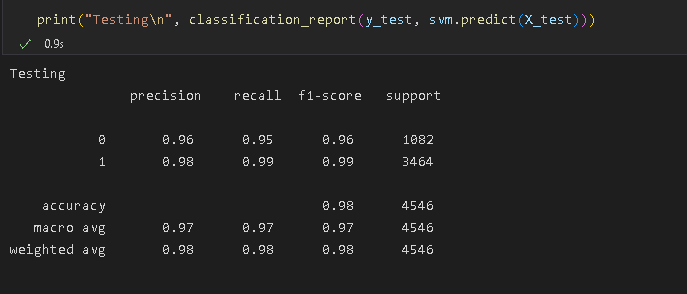 print("Testing\n", classification_report(y_test, svm.predict(X_test)))
✓ 0.9s
Testing
precision recall f1-score support
0 0.96 0.95 0.96 1082
1 0.98 0.99 0.99 3464
accuracy 0.98 4546
macro avg 0.97 0.97 0.97 4546
weighted avg 0.98 0.98 0.98 4546